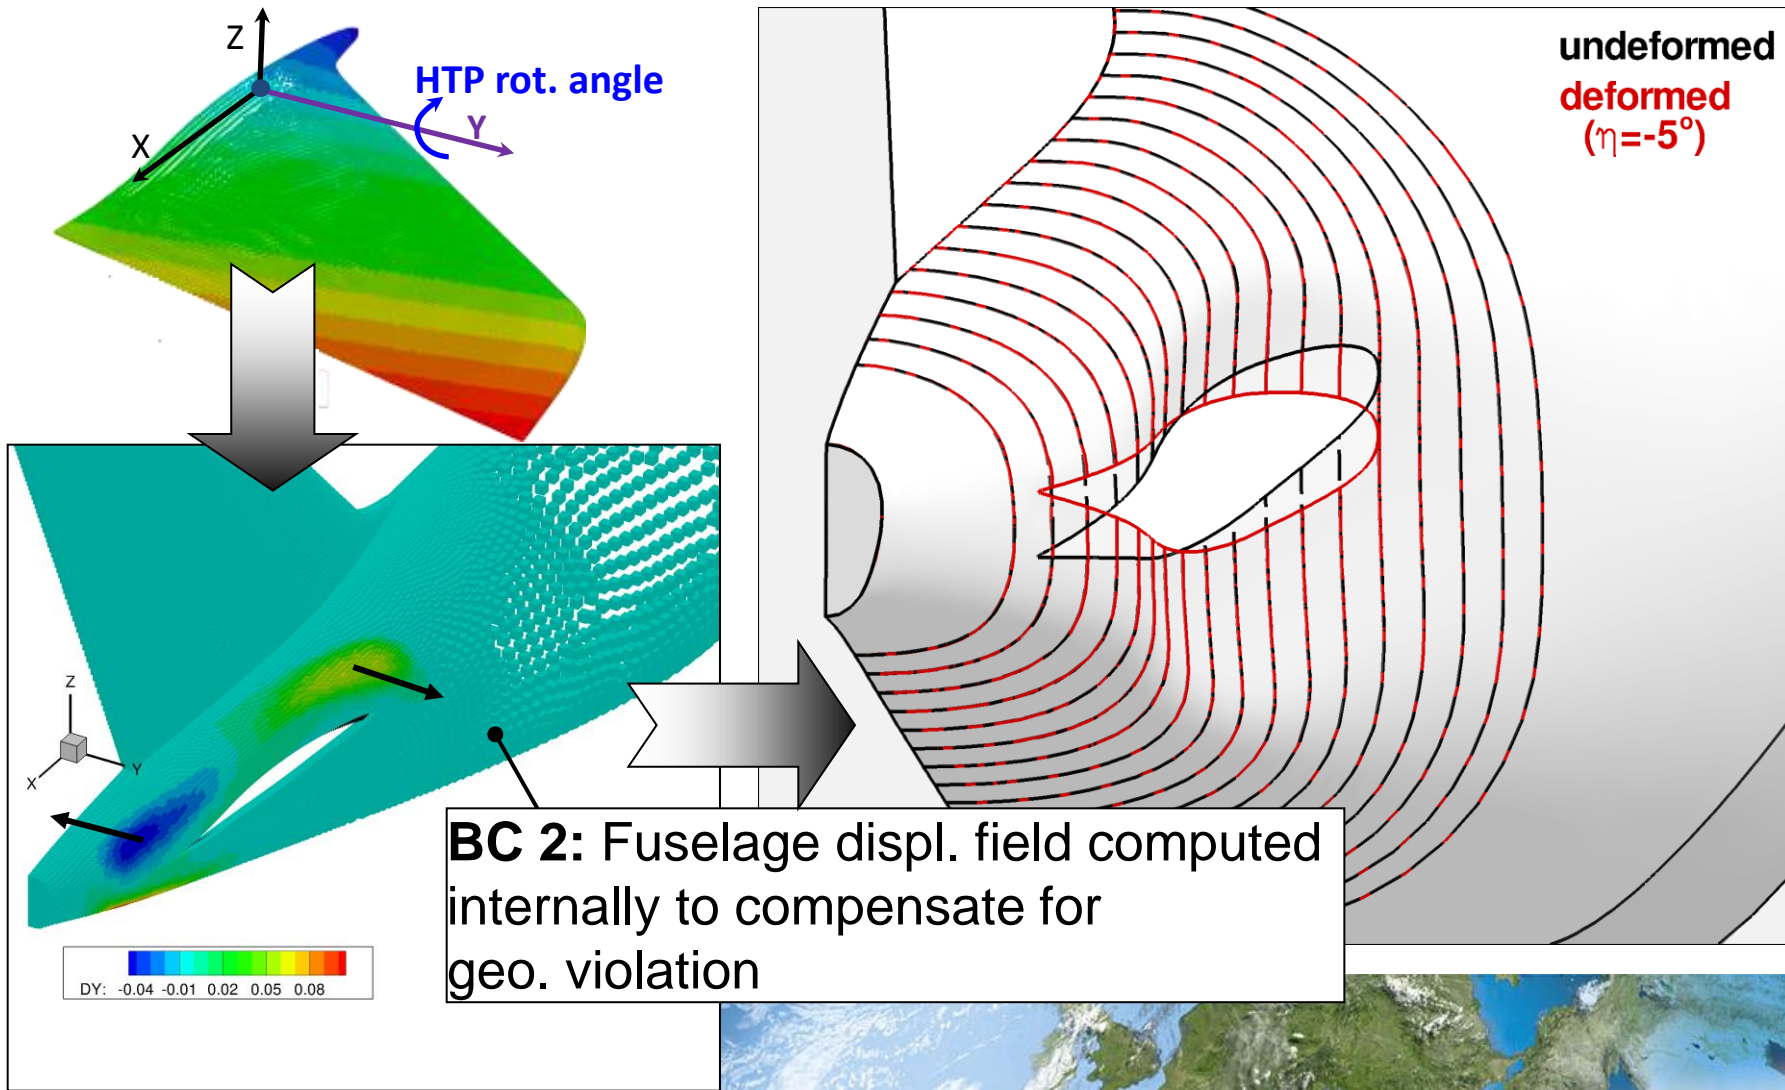 Z
HTP rot. angle
Y
X
undeformed
deformed
(η=-5°)
Z
Y
X
BC 2: Fuselage displ. field computed
internally to compensate for
geo. violation
DY: -0.04 -0.01 0.02 0.05 0.08